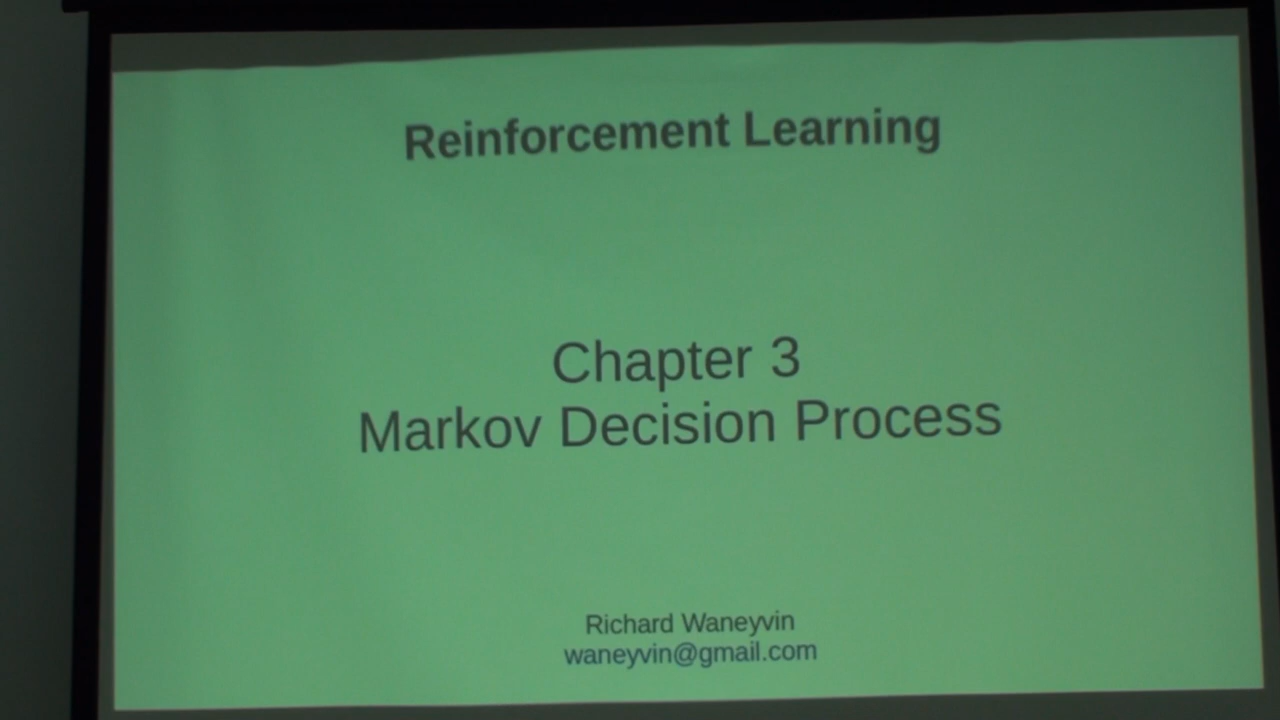 Reinforcement Learning
Chapter 3
Markov Decision Process
Richard Waneyvin
waneyvin@gmail.com